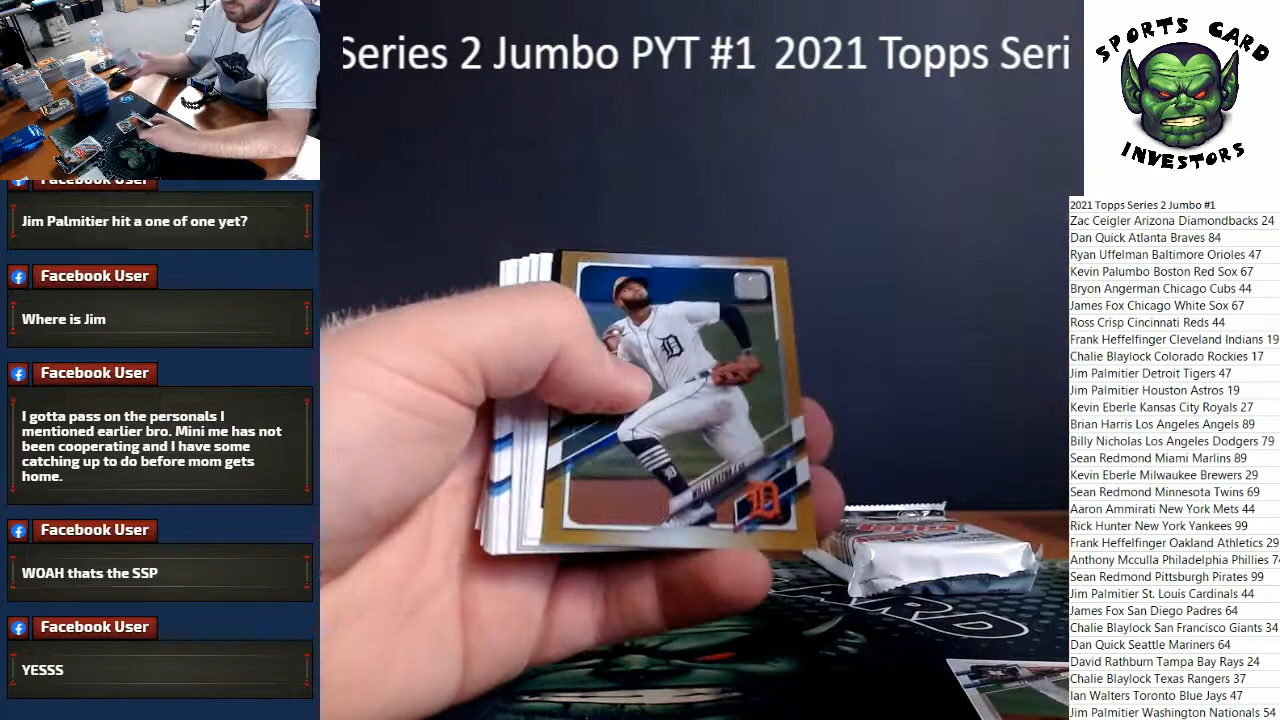 Series 2 Jumbo PYT #1 2021 Topps Seri
SPORTS CARD
INVESTORS
Facebook User
Jim Palmitier hit a one of one yet?
Facebook User
Where is Jim
Facebook User
I gotta pass on the personals I
mentioned earlier bro. Mini me has not
been cooperating and I have some
catching up to do before mom gets
home.
Facebook User
WOAH thats the SSP
Facebook User
YESSS
2021 Topps Series 2 Jumbo #1
Zac Ceigler Arizona Diamondbacks 24
Dan Quick Atlanta Braves 84
Ryan Uffelman Baltimore Orioles 47
Kevin Palumbo Boston Red Sox 67
Bryon Angerman Chicago Cubs 44
James Fox Chicago White Sox 67
Ross Crisp Cincinnati Reds 44
Frank Heffelfinger Cleveland Indians 19
Chalie Blaylock Colorado Rockies 17
Jim Palmitier Detroit Tigers 47
Jim Palmitier Houston Astros 19
Kevin Eberle Kansas City Royals 27
Brian Harris Los Angeles Angels 89
Billy Nicholas Los Angeles Dodgers 79
Sean Redmond Miami Marlins 89
Kevin Eberle Milwaukee Brewers 29
Sean Redmond Minnesota Twins 69
Aaron Ammirati New York Mets 44
Rick Hunter New York Yankees 99
Frank Heffelfinger Oakland Athletics 29
Anthony Mcculla Philadelphia Phillies 74
Sean Redmond Pittsburgh Pirates 99
Jim Palmitier St. Louis Cardinals 44
James Fox San Diego Padres 64
Chalie Blaylock San Francisco Giants 34
Dan Quick Seattle Mariners 64
David Rathburn Tampa Bay Rays 24
Chalie Blaylock Texas Rangers 37
Ian Walters Toronto Blue Jays 47
Jim Palmitier Washington Nationals 54
D
ARD